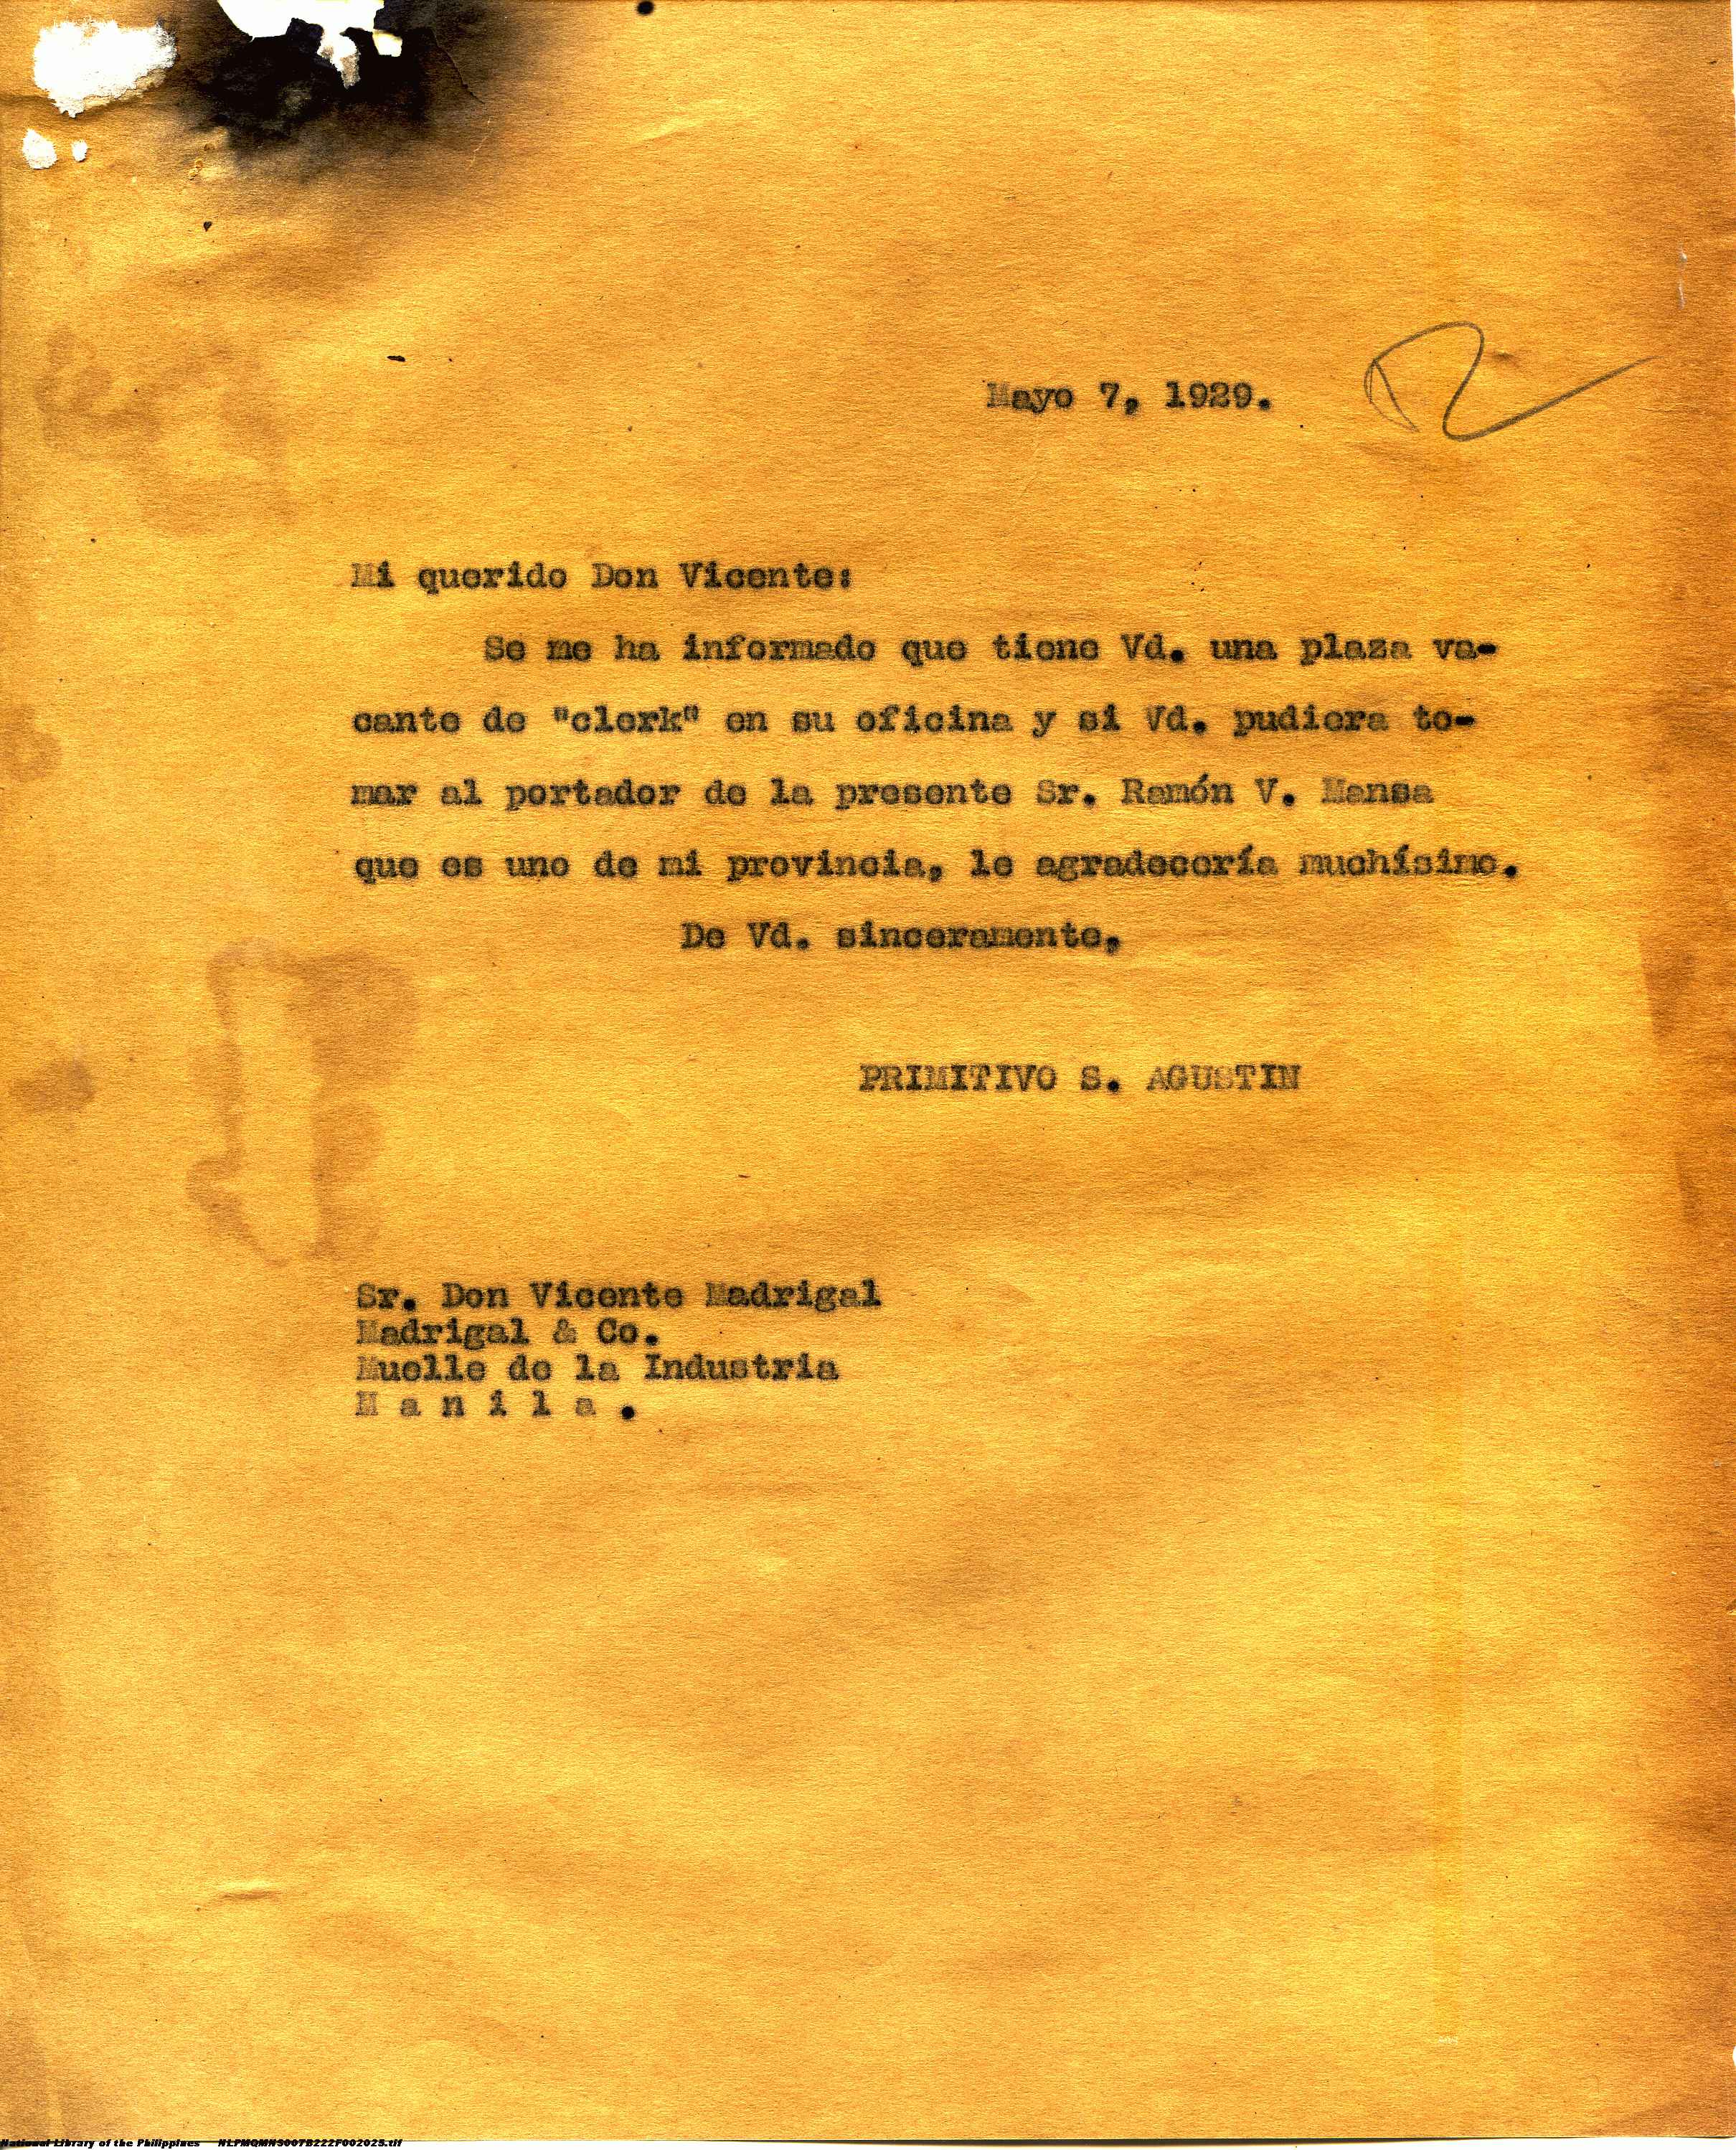 Mayo 7, 1929.
Mi querido Don Vicente:
Se me ha informado que tiene Vd. una plaza va-
cante de "clerk" en su oficina y si Vd. pudiera to-
mar al portador de la presente Sr. Ramón V. Mansa
que es uno de mi provincia, le agradecería muchísimo.
De Vd. sinceramente,
PRIMITIVO S. AGUSTIN
Sr. Don Vicente Madrigal
Madrigal & Co.
Muelle de la Industria
M a n i l a .
National Library of the Philippines NLPMQMNS007B222F002025.tif